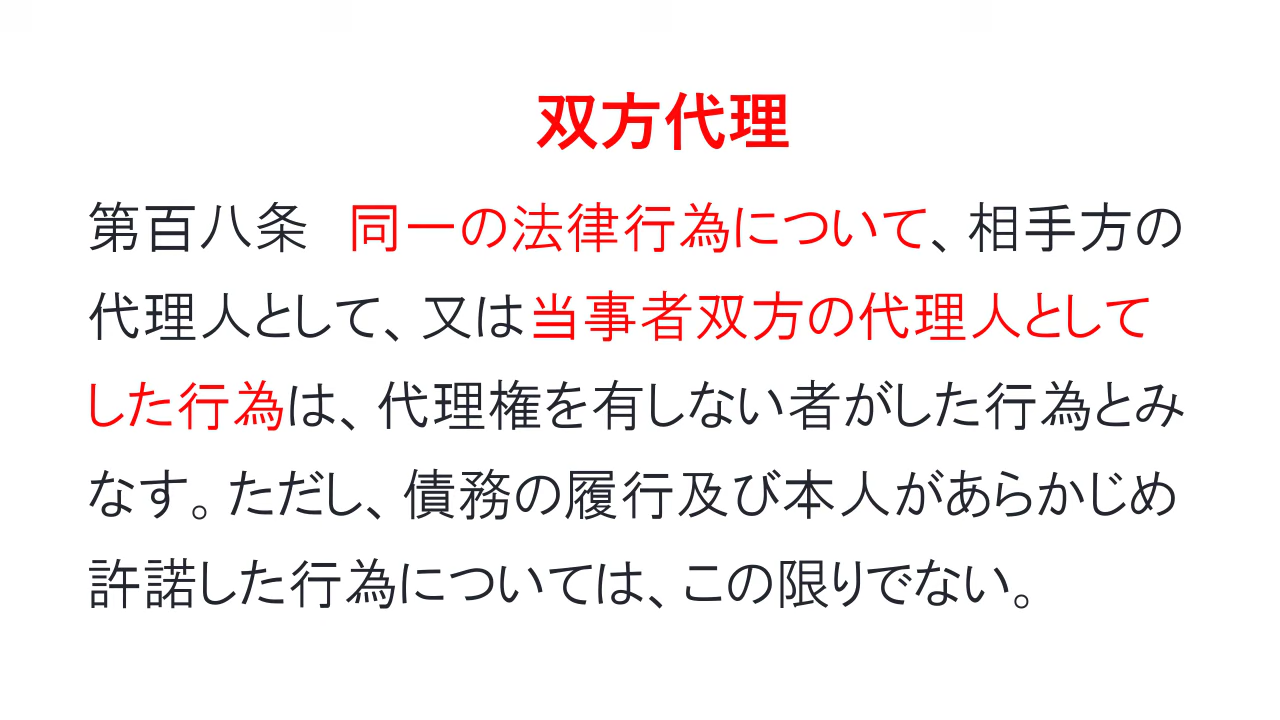 双方代理
第百八条　同一の法律行為について、相手方の
代理人として、又は当事者双方の代理人として
した行為は、代理権を有しない者がした行為とみ
なす。ただし、債務の履行及び本人があらかじめ
許諾した行為については、この限りでない。